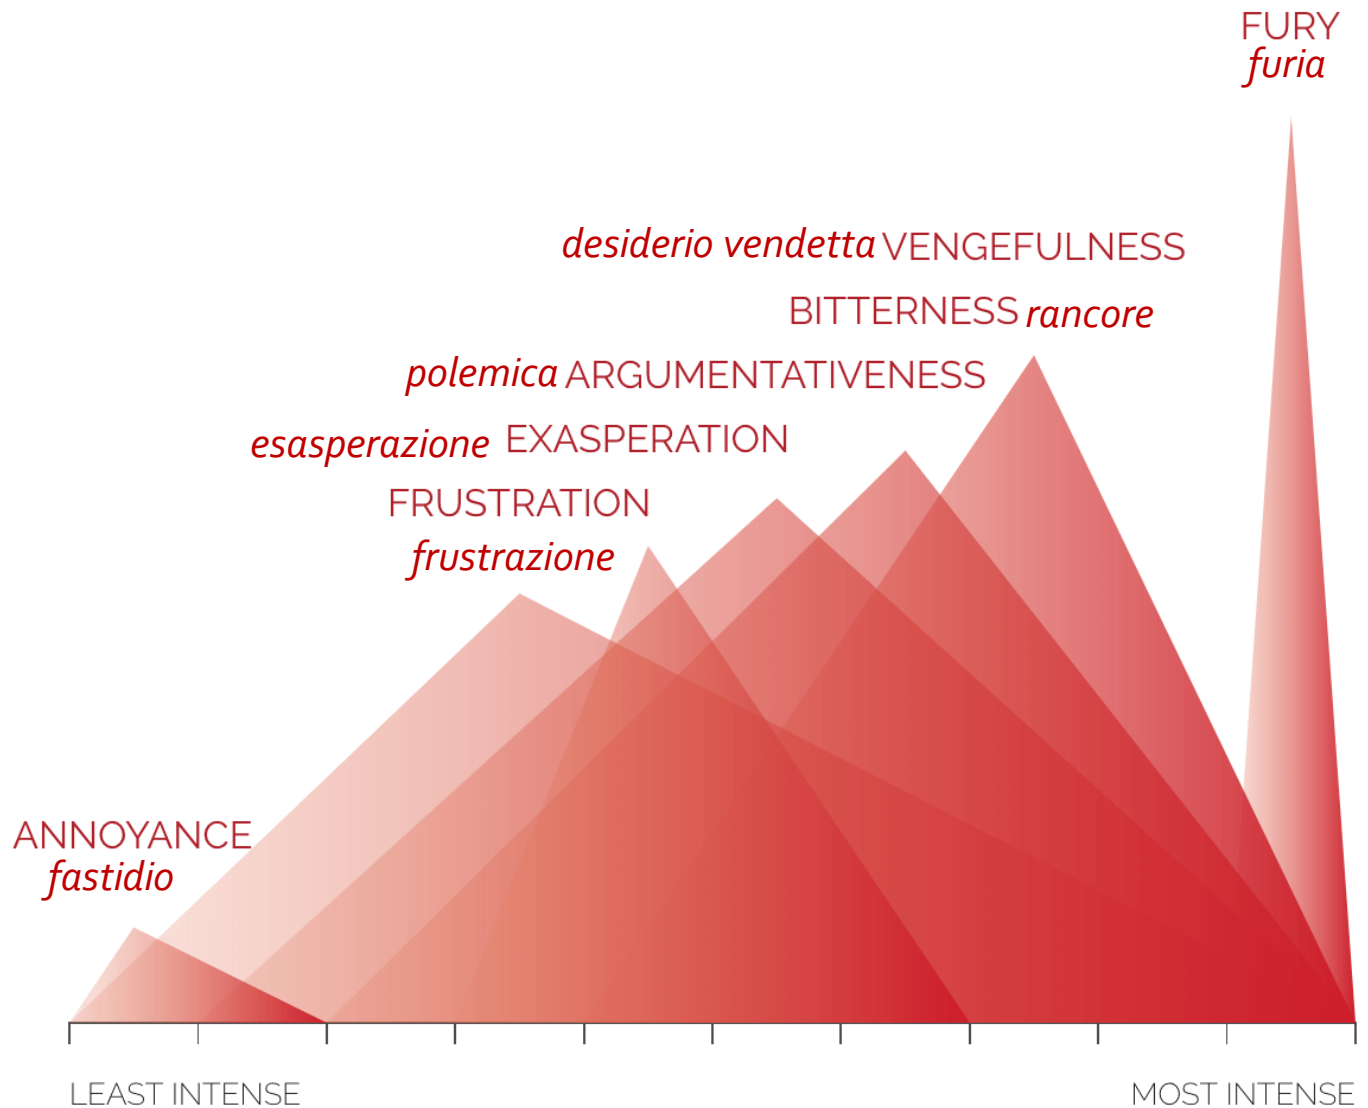 FURY
furia
desiderio vendetta VENGEFULNESS
BITTERNESS rancore
polemica ARGUMENTATIVENESS
esasperazione EXASPERATION
FRUSTRATION
frustrazione
ANNOYANCE
fastidio
LEAST INTENSE
MOST INTENSE